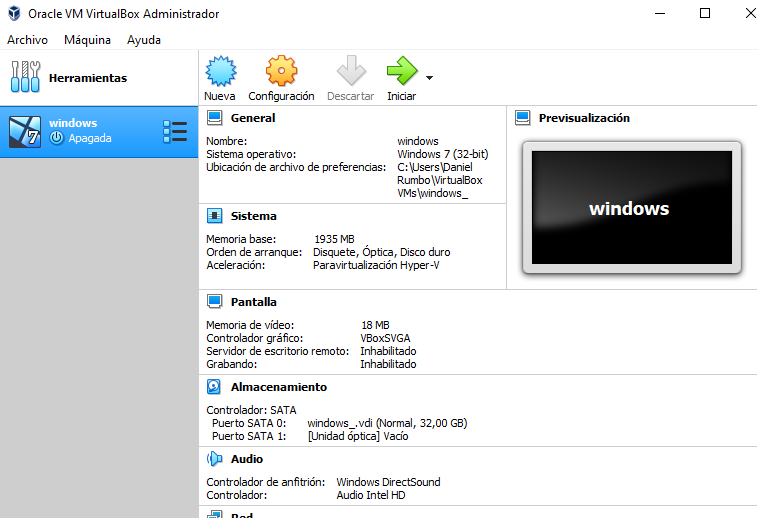 Oracle VM VirtualBox Administrador
Archivo Máquina Ayuda
Herramientas
Nueva Configuración Descartar Iniciar
windows
Apagada
General
Nombre: windows
Sistema operativo: Windows 7 (32-bit)
Ubicación de archivo de preferencias: C:\Users\Daniel
Rumbo\VirtualBox
VMs\windows_
Previsualización
windows
Sistema
Memoria base: 1935 MB
Orden de arranque: Disquete, Óptica, Disco duro
Aceleración: Paravirtualización Hyper-V
Pantalla
Memoria de vídeo: 18 MB
Controlador gráfico: VBoxSVGA
Servidor de escritorio remoto: Inhabilitado
Grabando: Inhabilitado
Almacenamiento
Controlador: SATA
Puerto SATA 0: windows_.vdi (Normal, 32,00 GB)
Puerto SATA 1: [Unidad óptica] Vacío
Audio
Controlador de anfitrión: Windows DirectSound
Controlador: Audio Intel HD
Red